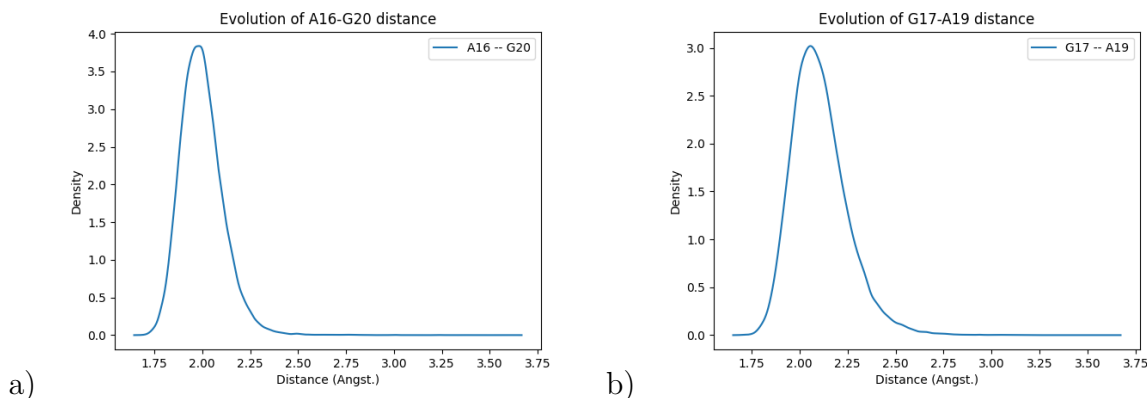 Evolution of A16-G20 distance
A16 -- G20
Density
4.0
3.5
3.0
2.5
2.0
1.5
1.0
0.5
0.0
1.75 2.00 2.25 2.50 2.75 3.00 3.25 3.50 3.75
Distance (Angst.)
a)
Evolution of G17-A19 distance
G17 -- A19
Density
3.0
2.5
2.0
1.5
1.0
0.5
0.0
1.75 2.00 2.25 2.50 2.75 3.00 3.25 3.50 3.75
Distance (Angst.)
b)